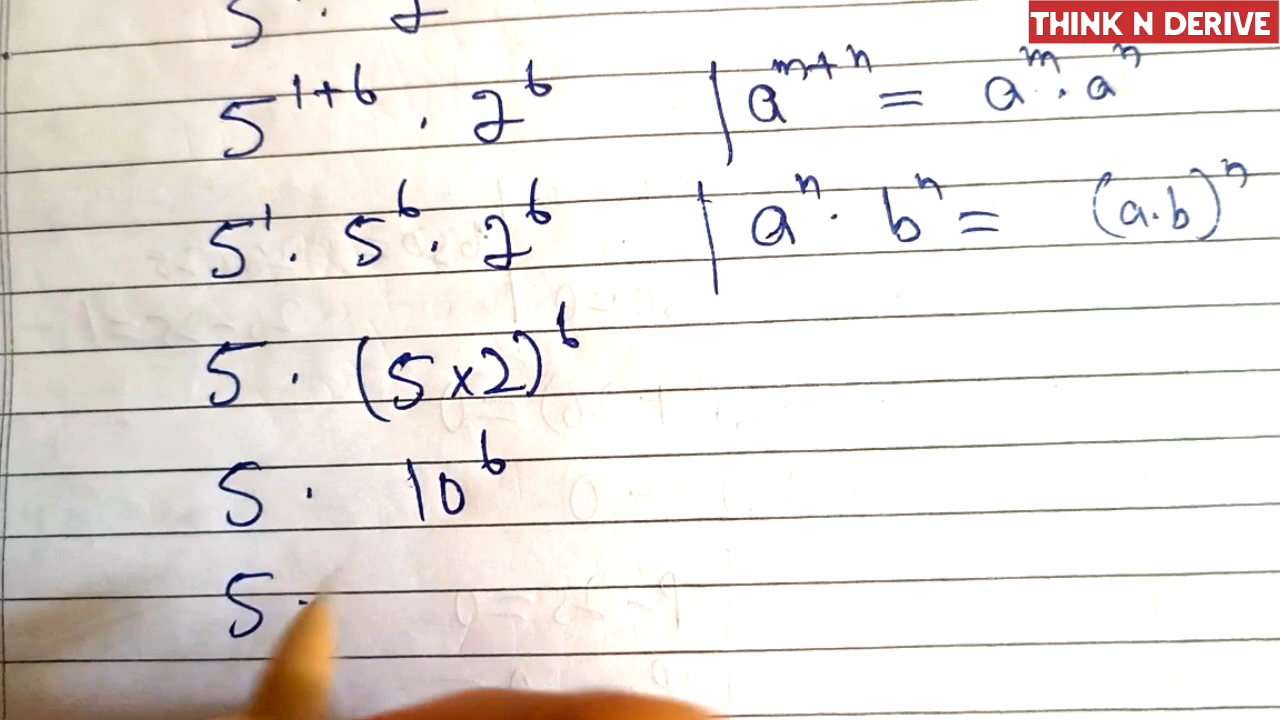 THINK N DERIVE
5^{1+6} . 2^6 | a^{m+n} = a^m . a^n
5^1 . 5^6 . 2^6 | a^n . b^n = (a.b)^n
5 . (5×2)^6
5 . 10^6
5 .